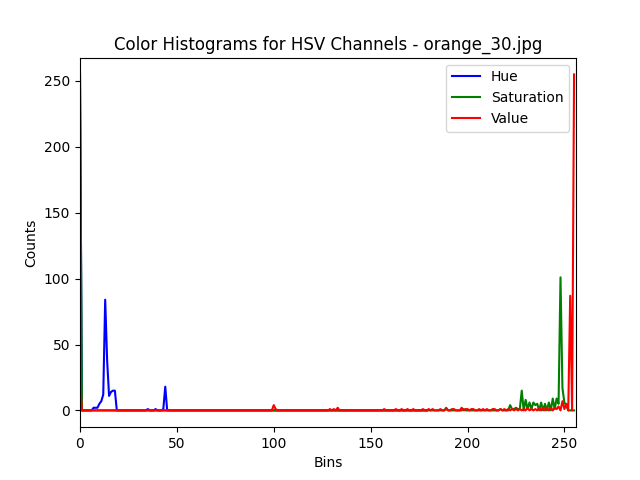 Color Histograms for HSV Channels - orange_30.jpg
Hue
Saturation
Value
Counts
250
200
150
100
50
0
0 50 100 150 200 250
Bins